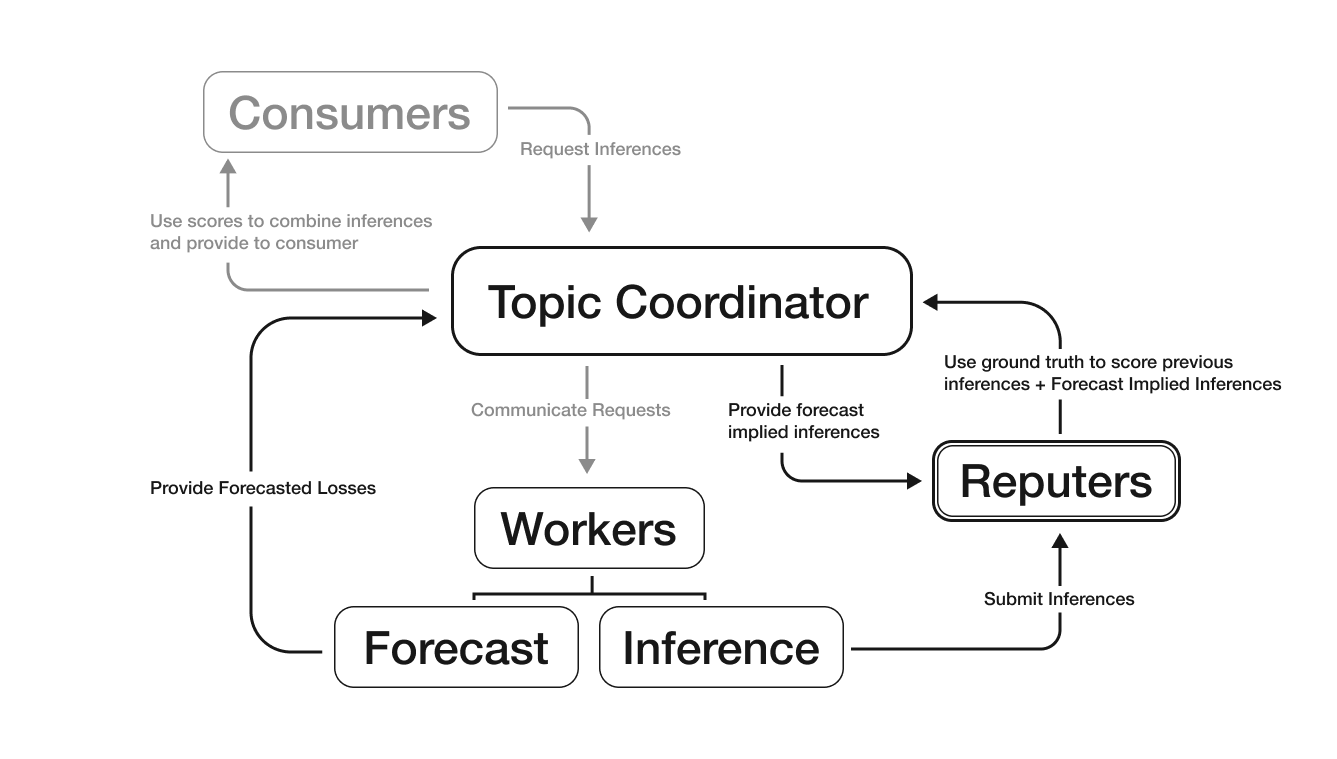 Consumers
Request Inferences
Use scores to combine inferences
and provide to consumer
Topic Coordinator
Use ground truth to score previous
inferences + Forecast Implied Inferences
Communicate Requests
Provide forecast
implied inferences
Reputers
Provide Forecasted Losses
Workers
Submit Inferences
Forecast
Inference